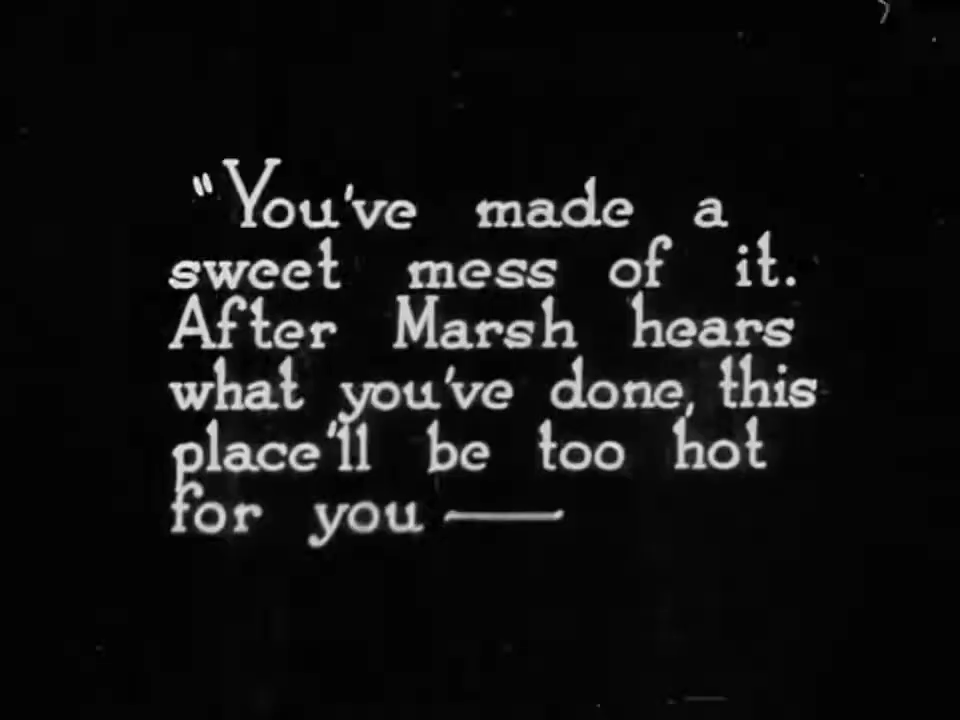 "You've made a
sweet mess of it.
After Marsh hears
what you've done, this
place'll be too hot
for you ——